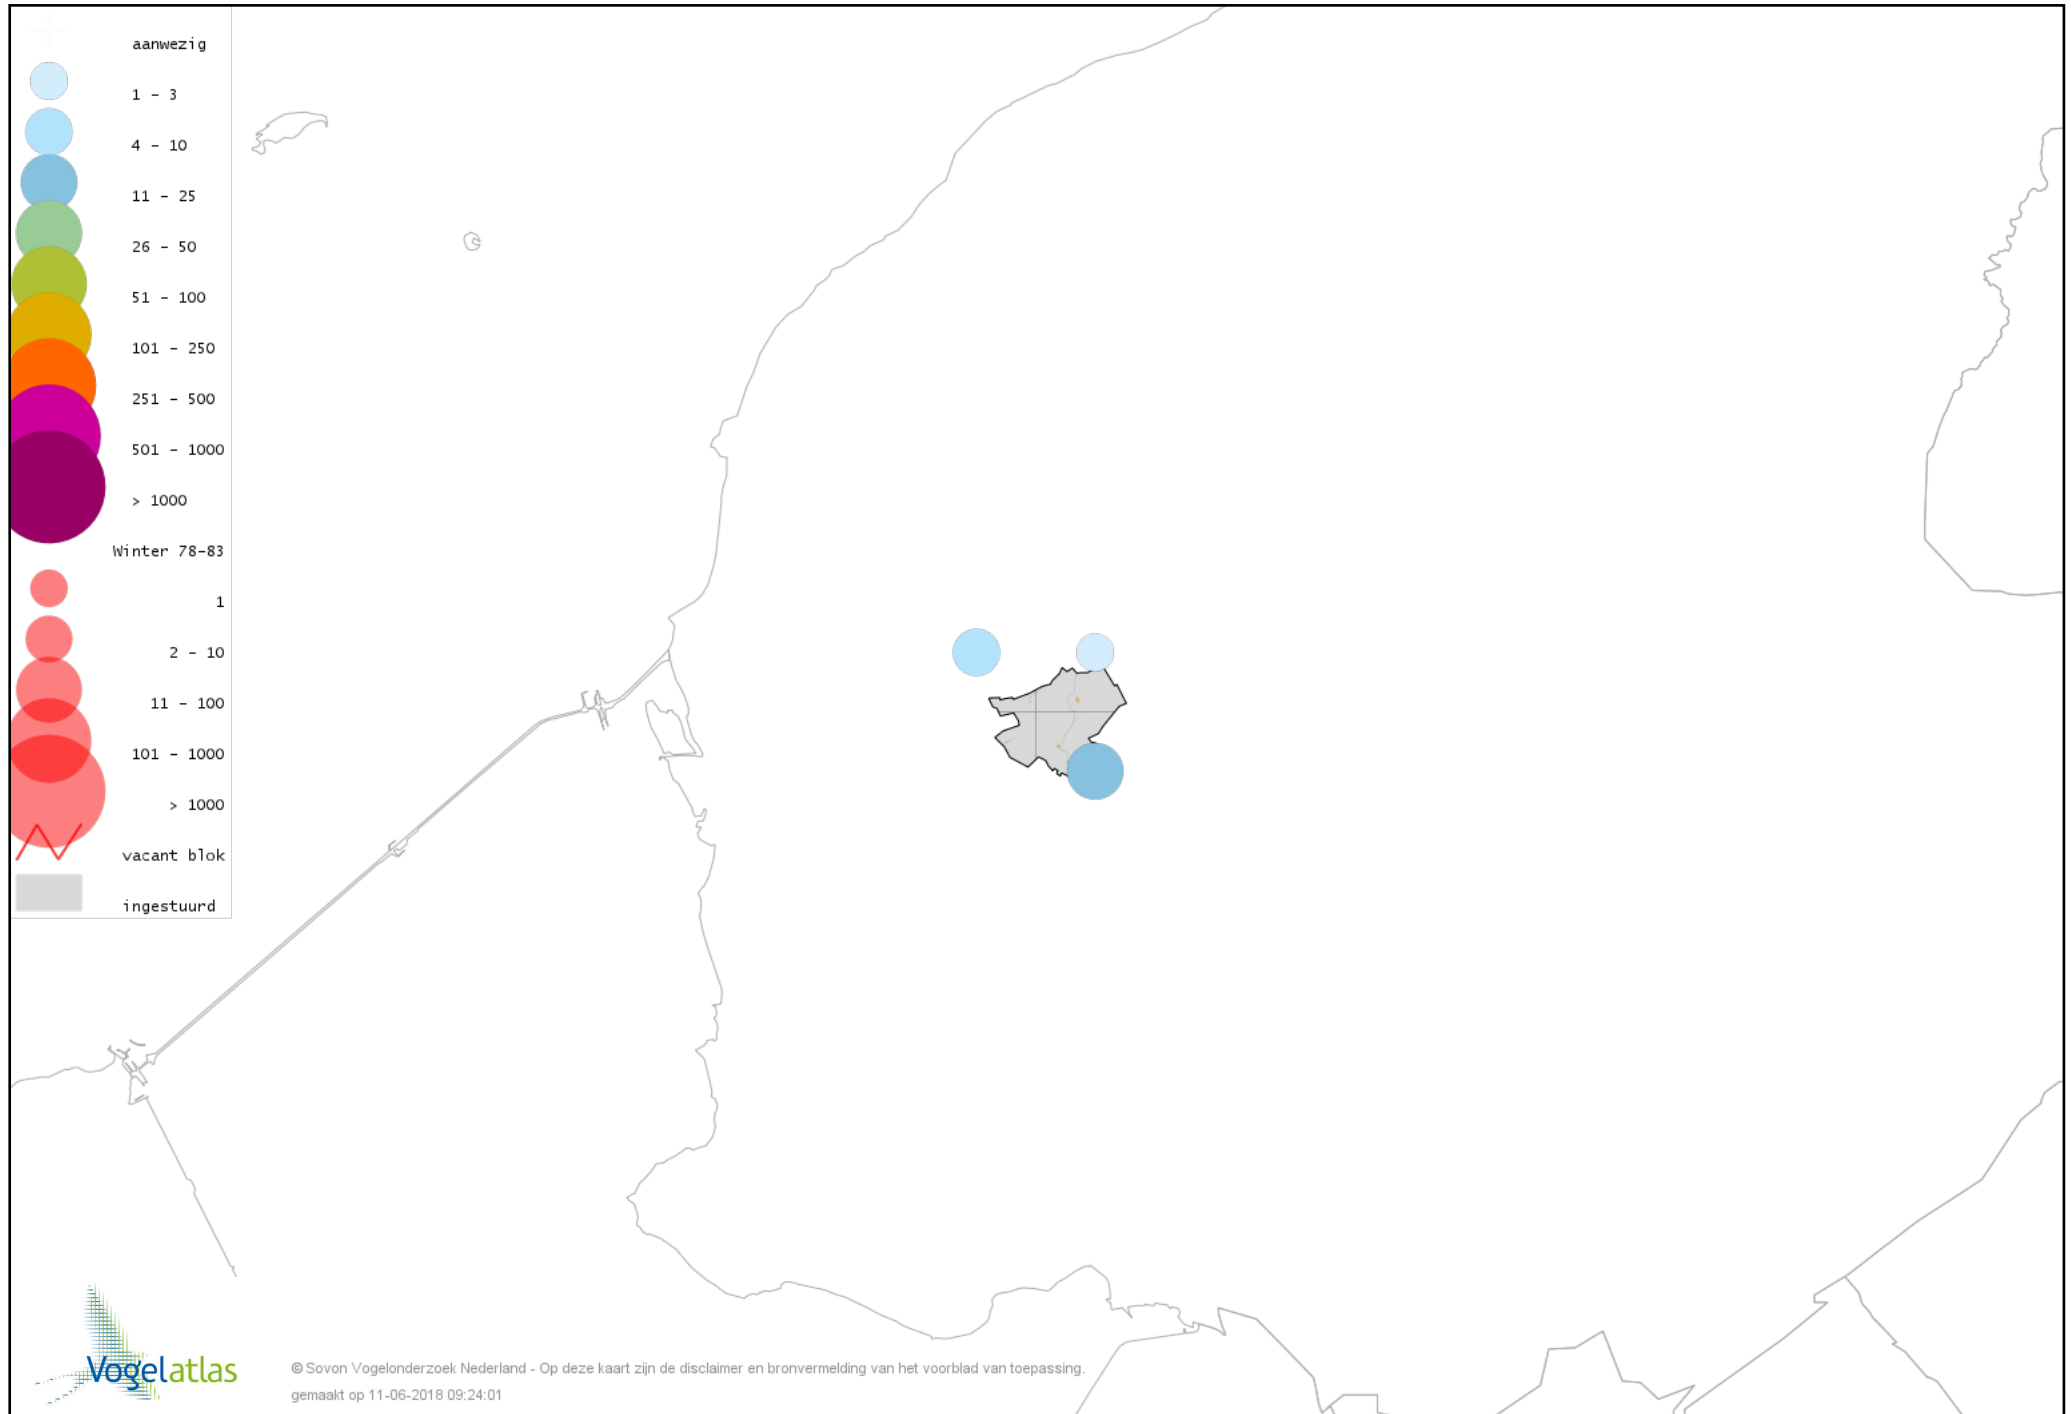 aanwezig
1 - 3
4 - 10
11 - 25
26 - 50
51 - 100
101 - 250
251 - 500
501 - 1000
> 1000
Winter 78-83
1
2 - 10
11 - 100
101 - 1000
> 1000
vacant blok
ingestuurd
Vogelatlas
© Sovon Vogelonderzoek Nederland - Op deze kaart zijn de disclaimer en bronvermelding van het voorblad van toepassing.
gemaakt op 11-06-2018 09:24:01